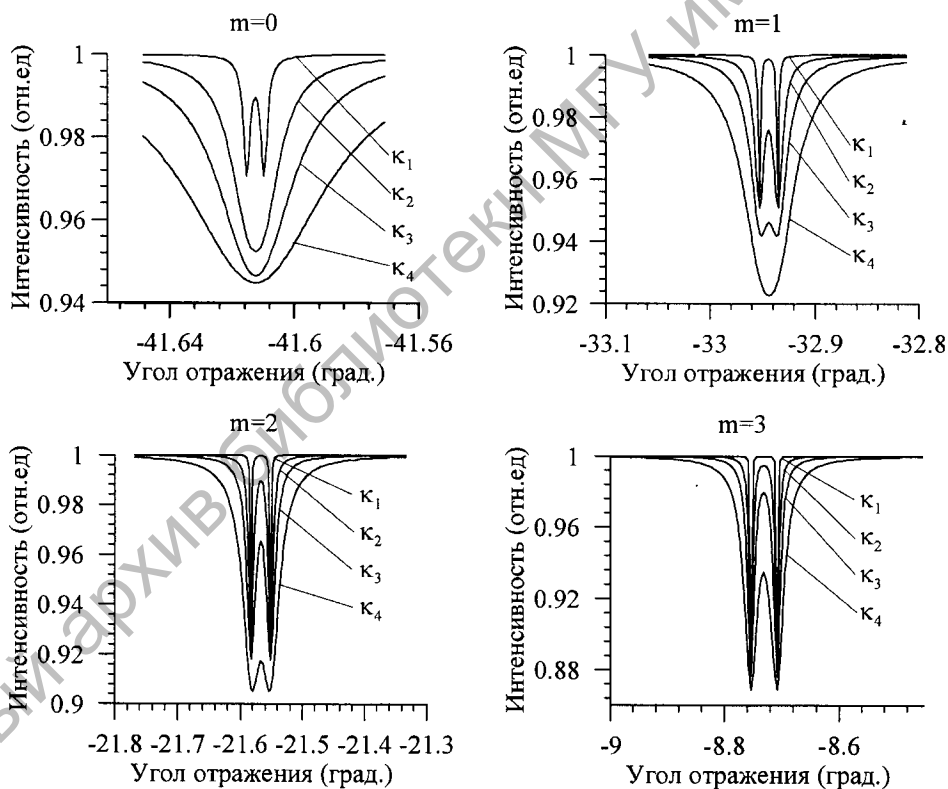 m=0
Интенсивность (отн.ед)
1
0.98
0.96
0.94
κ1
κ2
κ3
κ4
-41.64 -41.6 -41.56
Угол отражения (град.)
m=1
Интенсивность (отн.ед)
1
0.98
0.96
0.94
0.92
κ1
κ2
κ3
κ4
-33.1 -33 -32.9 -32.8
Угол отражения (град.)
m=2
Интенсивность (отн.ед)
1
0.98
0.96
0.94
0.92
0.9
κ1
κ2
κ3
κ4
-21.8 -21.7 -21.6 -21.5 -21.4 -21.3
Угол отражения (град.)
m=3
Интенсивность (отн.ед)
1
0.96
0.92
0.88
κ1
κ2
κ3
κ4
-9 -8.8 -8.6
Угол отражения (град.)
архив библиотеки МГУ